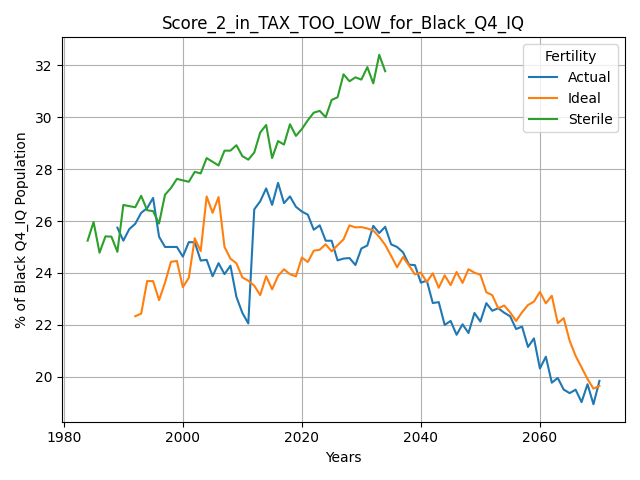 Score_2_in_TAX_TOO_LOW_for_Black_Q4_IQ
% of Black Q4_IQ Population
32
30
28
26
24
22
20
Fertility
Actual
Ideal
Sterile
1980
2000
2020
2040
2060
Years